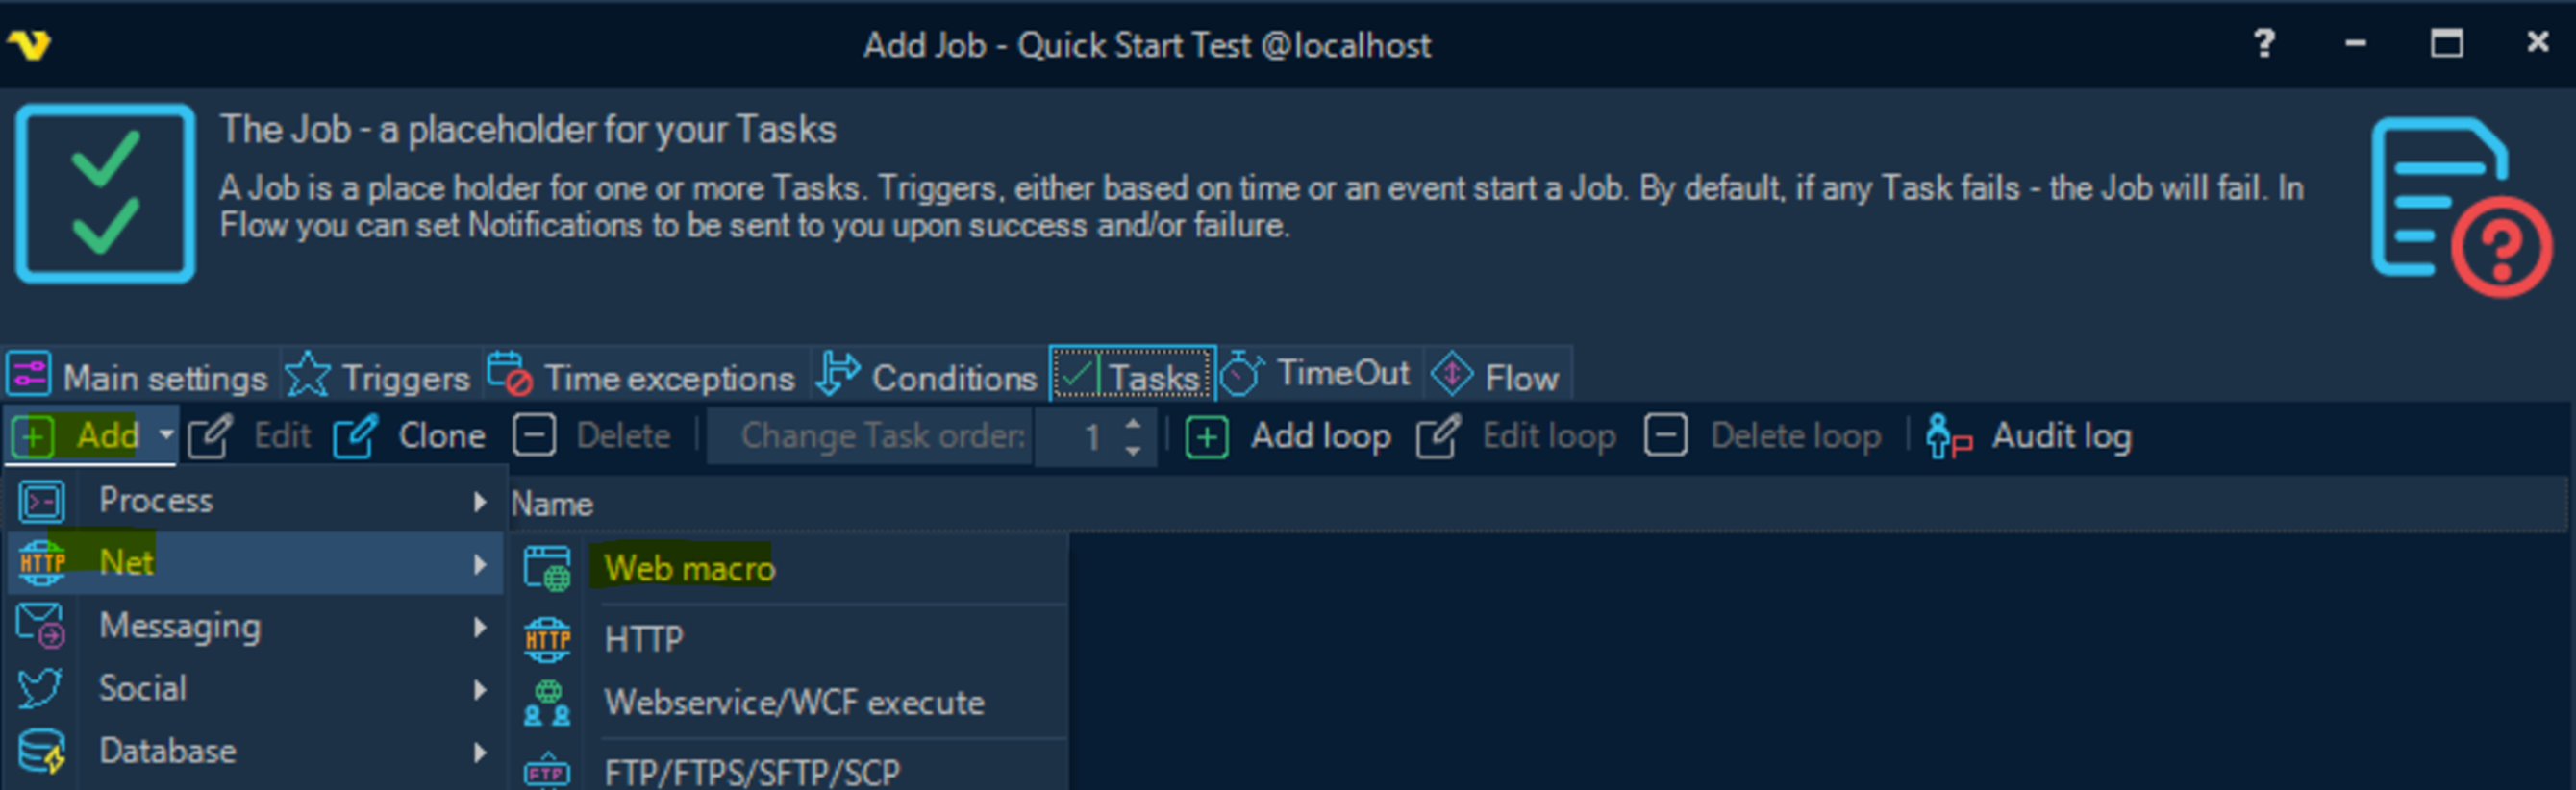 Add Job - Quick Start Test @localhost
The Job - a placeholder for your Tasks
A Job is a place holder for one or more Tasks. Triggers, either based on time or an event start a Job. By default, if any Task fails - the Job will fail. In
Flow you can set Notifications to be sent to you upon success and/or failure.
Main settings Triggers Time exceptions Conditions Tasks TimeOut Flow
Add Edit Clone Delete Change Task order: 1 Add loop Edit loop Delete loop Audit log
Process
Name
HTTP Net
Web macro
Messaging
HTTP HTTP
Social
Webservice/WCF execute
Database
FTP FTP/FTPS/SFTP/SCP